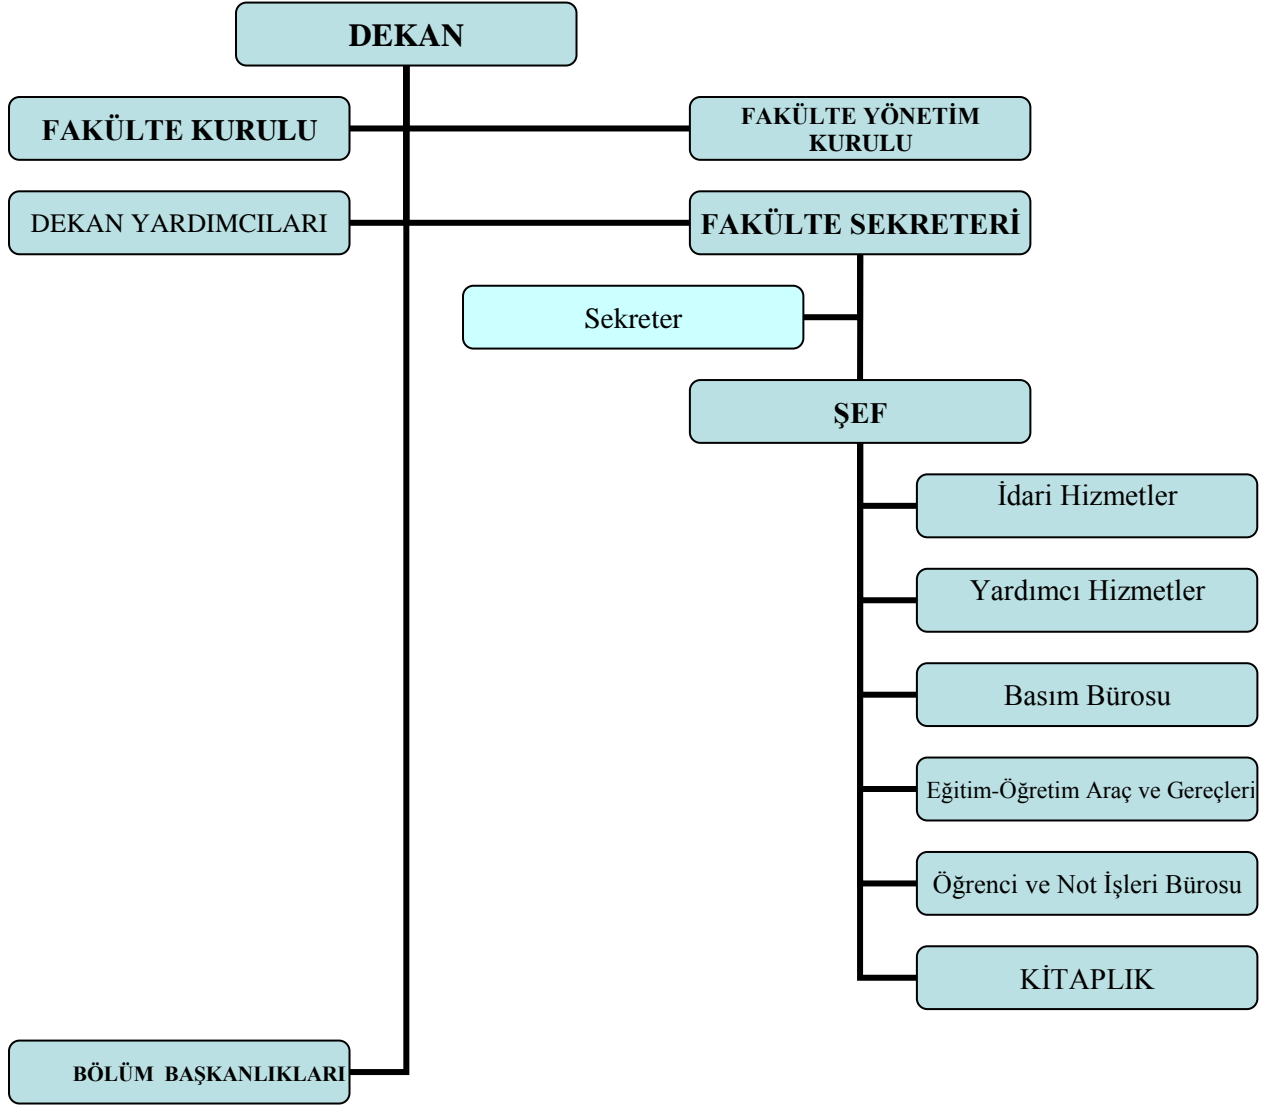 DEKAN
FAKÜLTE KURULU
FAKÜLTE YÖNETİM
KURULU
DEKAN YARDIMCILARI
FAKÜLTE SEKRETERİ
Sekreter
ŞEF
İdari Hizmetler
Yardımcı Hizmetler
Basım Bürosu
Eğitim-Öğretim Araç ve Gereçleri
Öğrenci ve Not İşleri Bürosu
KİTAPLIK
BÖLÜM BAŞKANLIKLARI